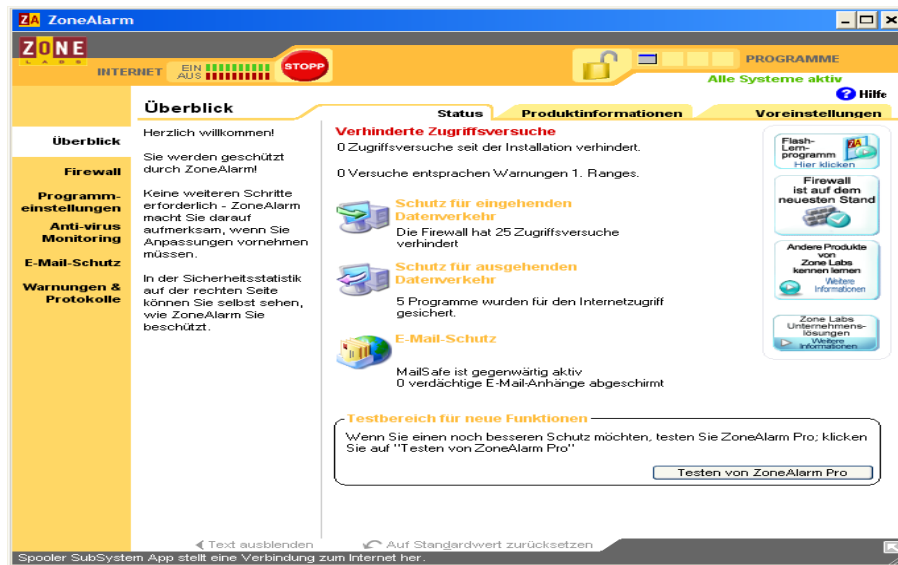 ZA ZoneAlarm
ZONE
LABS
INTERNET
EIN
AUS
STOPP
PROGRAMME
Alle Systeme aktiv
? Hilfe
Überblick
Status
Produktinformationen
Voreinstellungen
Überblick
Firewall
Programm-
einstellungen
Anti-virus
Monitoring
E-Mail-Schutz
Warnungen &
Protokolle
Herzlich willkommen!
Sie werden geschützt
durch ZoneAlarm!
Keine weiteren Schritte
erforderlich - ZoneAlarm
macht Sie darauf
aufmerksam, wenn Sie
Anpassungen vornehmen
müssen.
In der Sicherheitsstatistik
auf der rechten Seite
können Sie selbst sehen,
wie ZoneAlarm Sie
beschützt.
Verhinderte Zugriffsversuche
0 Zugriffsversuche seit der Installation verhindert.
0 Versuche entsprachen Warnungen 1. Ranges.
Schutz für eingehenden
Datenverkehr
Die Firewall hat 25 Zugriffsversuche
verhindert
Schutz für ausgehenden
Datenverkehr
5 Programme wurden für den Internetzugriff
gesichert.
E-Mail-Schutz
MailSafe ist gegenwärtig aktiv
0 verdächtige E-Mail-Anhänge abgeschirmt
Flash-
Lern-
programm
ZA
Hier klicken
Firewall
ist auf dem
neuesten Stand
Andere Produkte
von
Zone Labs
kennen lernen
Weitere
Informationen
Zone Labs
Unternehmens-
lösungen
Weitere
Informationen
Testbereich für neue Funktionen
Wenn Sie einen noch besseren Schutz möchten, testen Sie ZoneAlarm Pro; klicken
Sie auf "Testen von ZoneAlarm Pro"
Testen von ZoneAlarm Pro
Text ausblenden
Auf Standardwert zurücksetzen
Spooler SubSystem App stellt eine Verbindung zum Internet her.